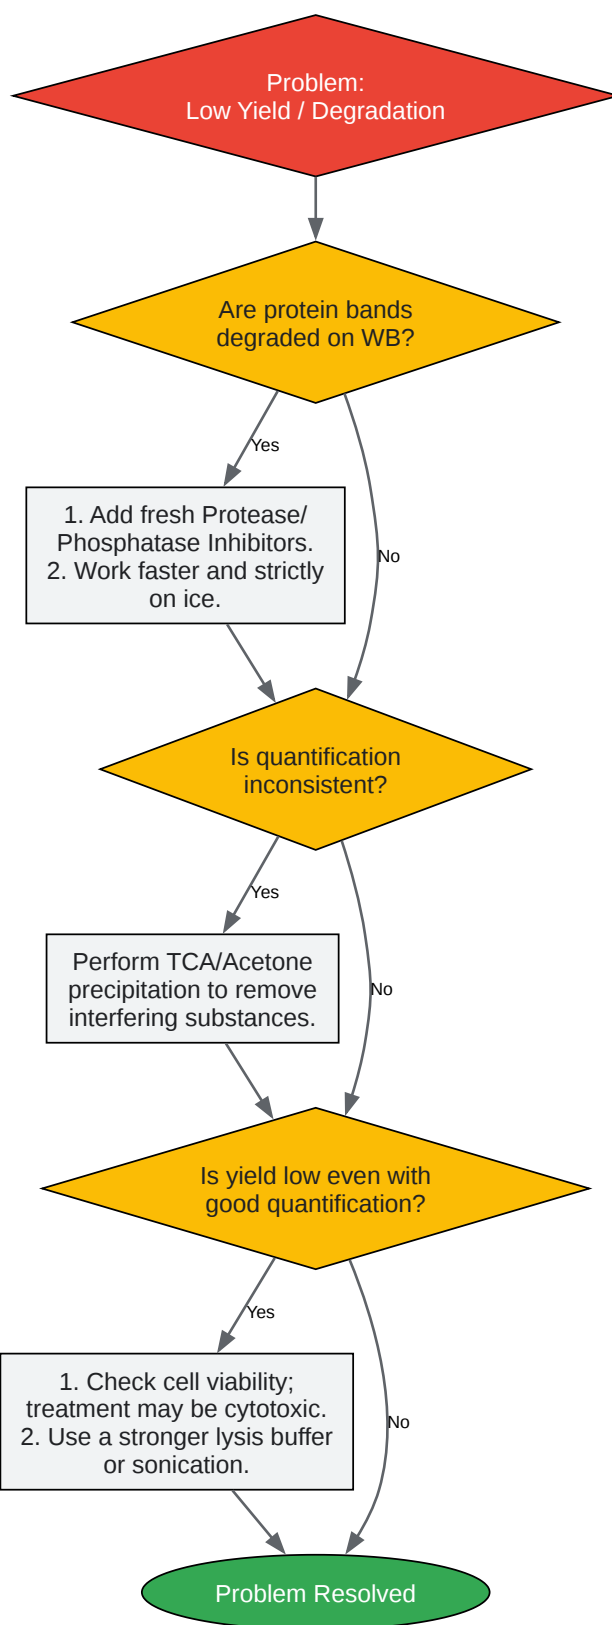 Problem:
Low Yield / Degradation
Are protein bands
degraded on WB?
Yes
1. Add fresh Protease/
Phosphatase Inhibitors.
2. Work faster and strictly
on ice.
No
Is quantification
inconsistent?
Yes
Perform TCA/Acetone
precipitation to remove
interfering substances.
No
Is yield low even with
good quantification?
Yes
1. Check cell viability;
treatment may be cytotoxic.
2. Use a stronger lysis buffer
or sonication.
No
Problem Resolved